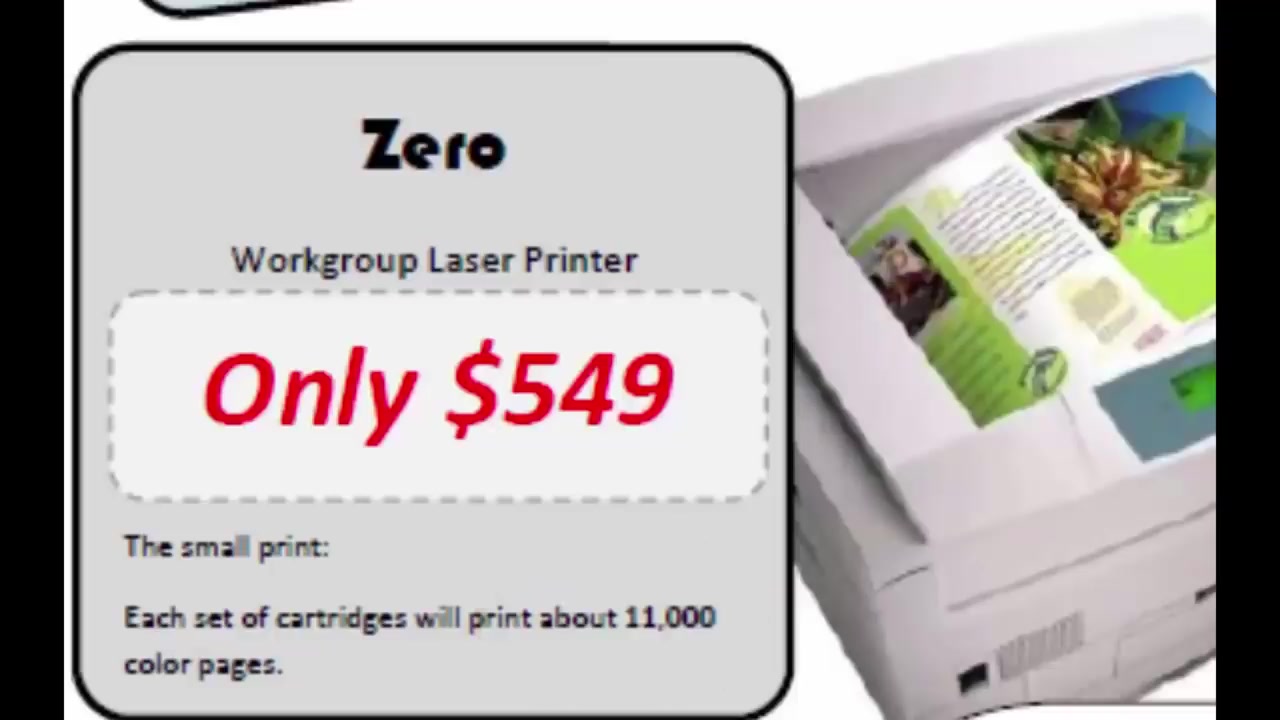 Zero
Workgroup Laser Printer
Only $549
The small print:
Each set of cartridges will print about 11,000
color pages.